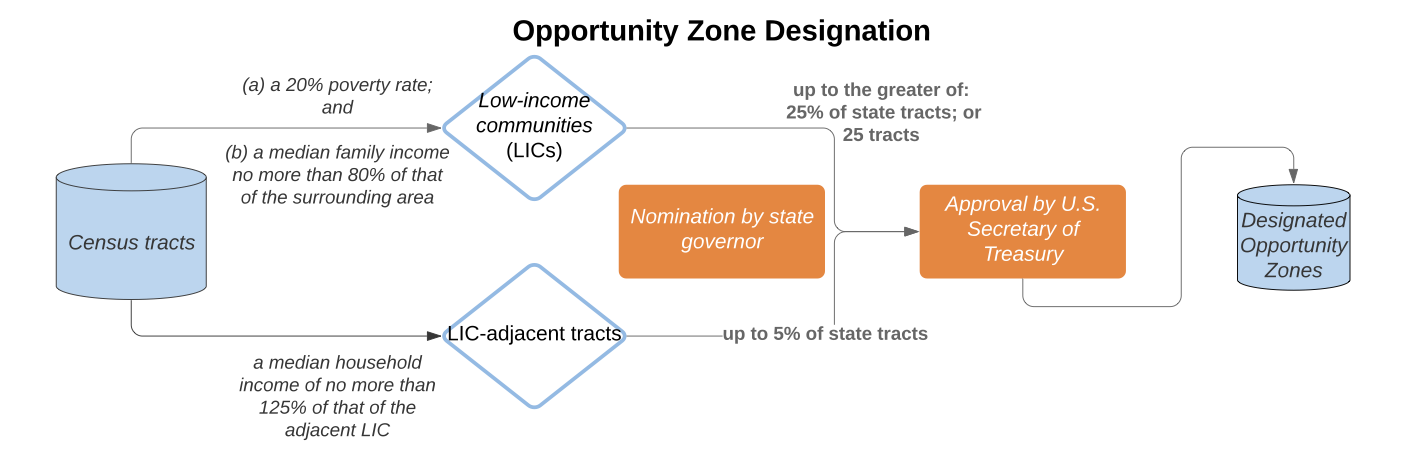 Opportunity Zone Designation
(a) a 20% poverty rate;
and
(b) a median family income
no more than 80% of that
of the surrounding area
Census tracts
a median household
income of no more than
125% of that of the
adjacent LIC
Low-income
communities
(LICs)
LIC-adjacent tracts
up to the greater of:
25% of state tracts; or
25 tracts
Nomination by state
governor
up to 5% of state tracts
Approval by U.S.
Secretary of
Treasury
Designated
Opportunity
Zones